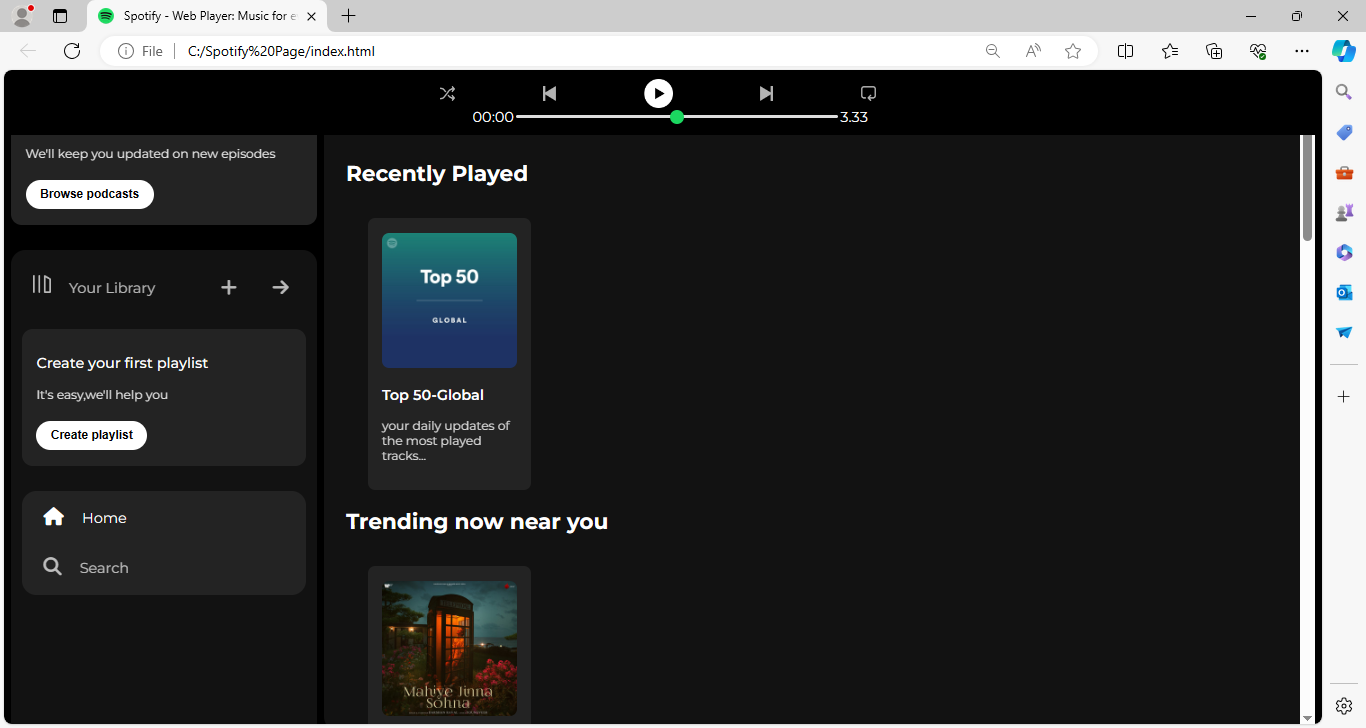 Spotify - Web Player: Music for e
File
C:/Spotify%20Page/index.html
00:00
3.33
We'll keep you updated on new episodes
Browse podcasts
Your Library
Create your first playlist
It's easy,we'll help you
Create playlist
Home
Search
Recently Played
Top 50
GLOBAL
Top 50-Global
your daily updates of
the most played
tracks...
Trending now near you
Mahiye Jinna
Sohna